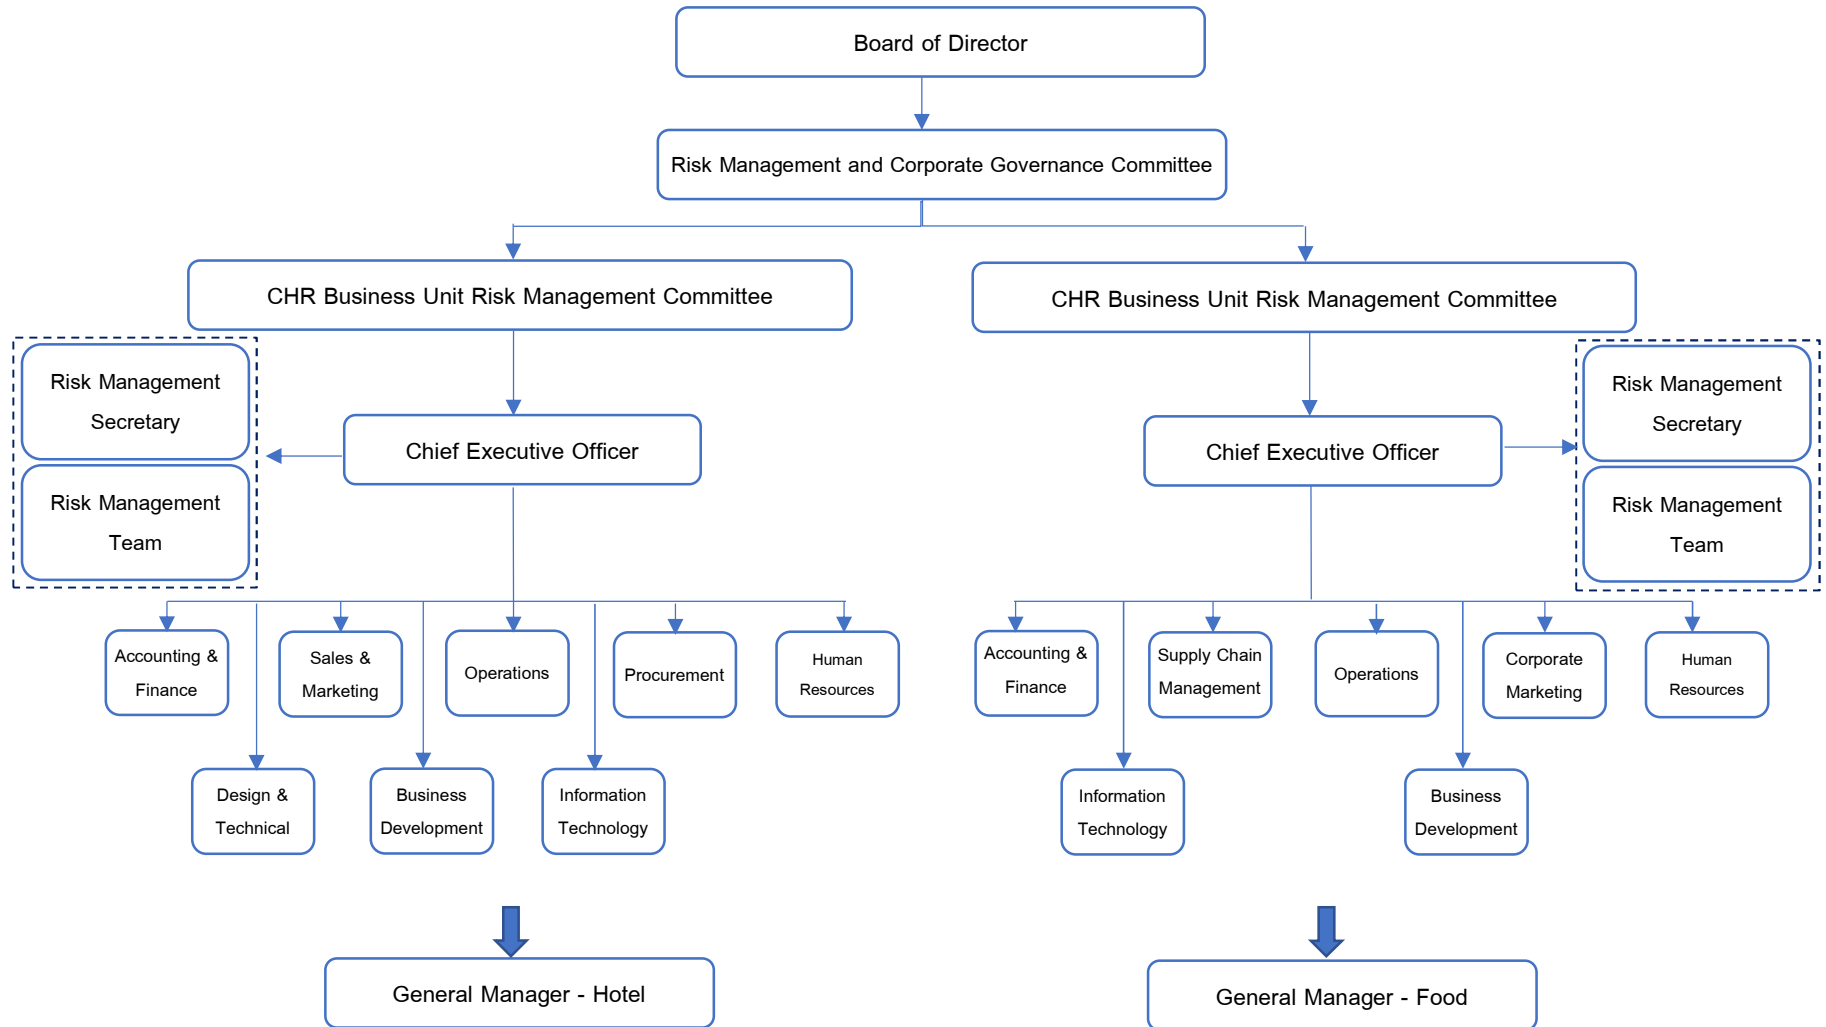 Board of Director
Risk Management and Corporate Governance Committee
CHR Business Unit Risk Management Committee
CHR Business Unit Risk Management Committee
Risk Management
Secretary
Risk Management
Team
Chief Executive Officer
Chief Executive Officer
Risk Management
Secretary
Risk Management
Team
Accounting &
Finance
Sales &
Marketing
Operations
Procurement
Human
Resources
Design &
Technical
Business
Development
Information
Technology
Accounting &
Finance
Supply Chain
Management
Operations
Corporate
Marketing
Human
Resources
Information
Technology
Business
Development
General Manager - Hotel
General Manager - Food